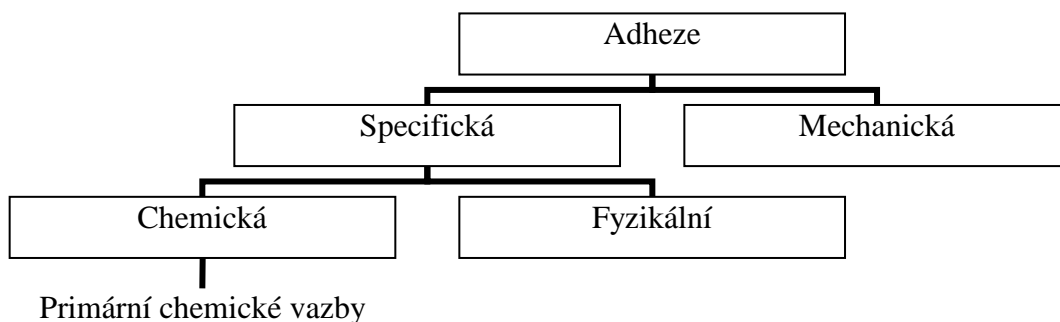 Adheze
Specifická
Mechanická
Chemická
Fyzikální
Primární chemické vazby